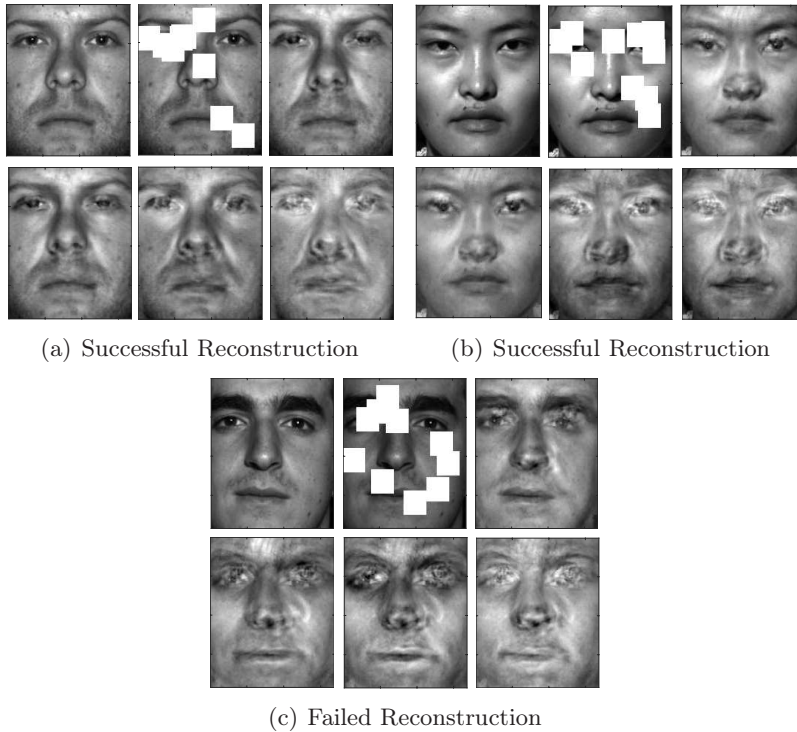 (a) Successful Reconstruction
(b) Successful Reconstruction
(c) Failed Reconstruction